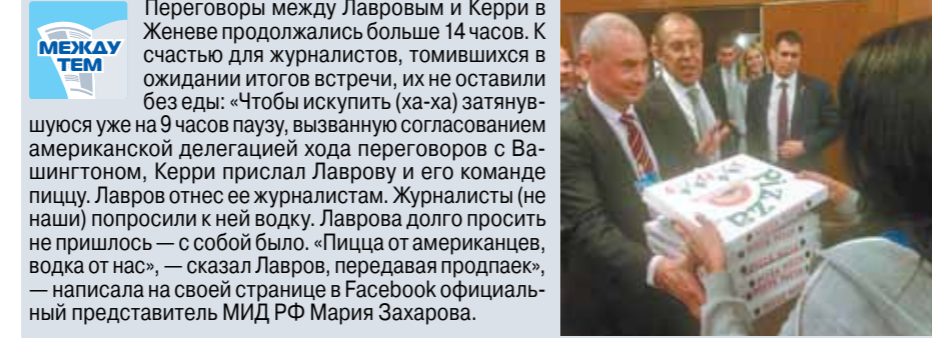 МЕЖДУ
ТЕМ
Переговоры между Лавровым и Керри в
Женеве продолжались больше 14 часов. К
счастью для журналистов, томившихся в
ожидании итогов встречи, их не оставили
без еды: «Чтобы искупить (ха-ха) затянув-
шуюся уже на 9 часов паузу, вызванную согласованием
американской делегацией хода переговоров с Ва-
шингтоном, Керри прислал Лаврову и его команде
пиццу. Лавров отнес ее журналистам. Журналисты (не
наши) попросили к ней водку. Лаврова долго просить
не пришлось — с собой было. «Пицца от американцев,
водка от нас», — сказал Лавров, передавая продпаек»,
— написала на своей странице в Facebook официаль-
ный представитель МИД РФ Мария Захарова.
PIZZA